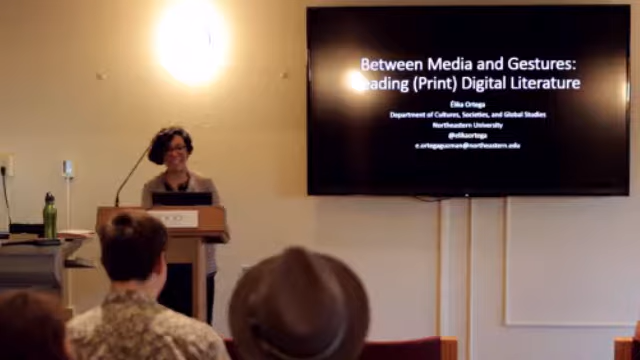 Between Media and Gestures:
Reading (Print) Digital Literature
Élika Ortega
Department of Cultures, Societies, and Global Studies
Northeastern University
@elikaortega
e.ortegaguzman@northeastern.edu